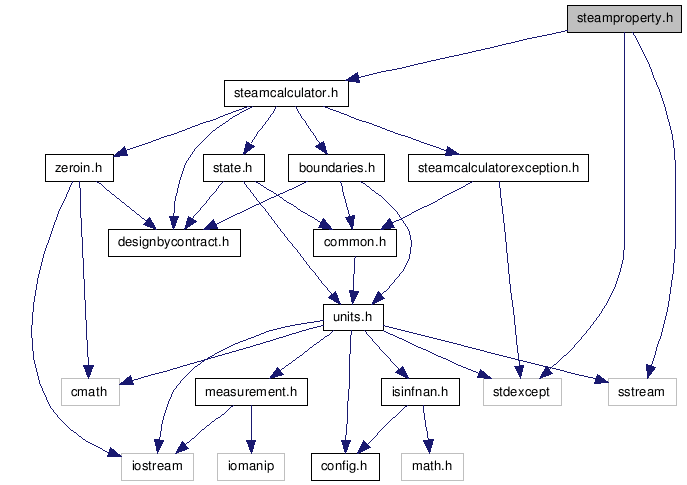 steamproperty.h
steamcalculator.h
zeroin.h
state.h
boundaries.h
steamcalculatorexception.h
designbycontract.h
common.h
units.h
cmath
measurement.h
isinfnan.h
stdexcept
sstream
iostream
iomanip
config.h
math.h